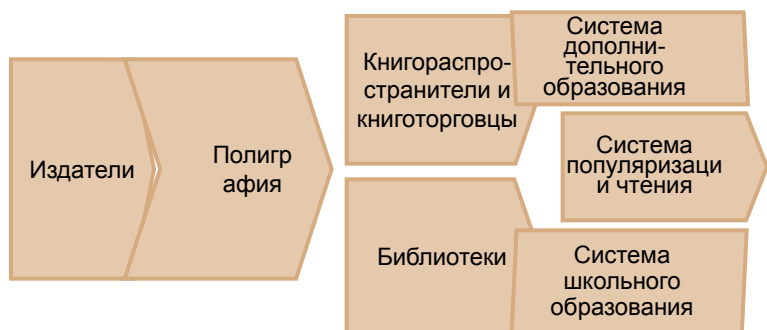 Издатели
Полигр
афия
Книгораспро-
странители и
книготорговцы
Библиотеки
Система
дополни-
тельного
образования
Система
популяризаци
и чтения
Система
школьного
образования